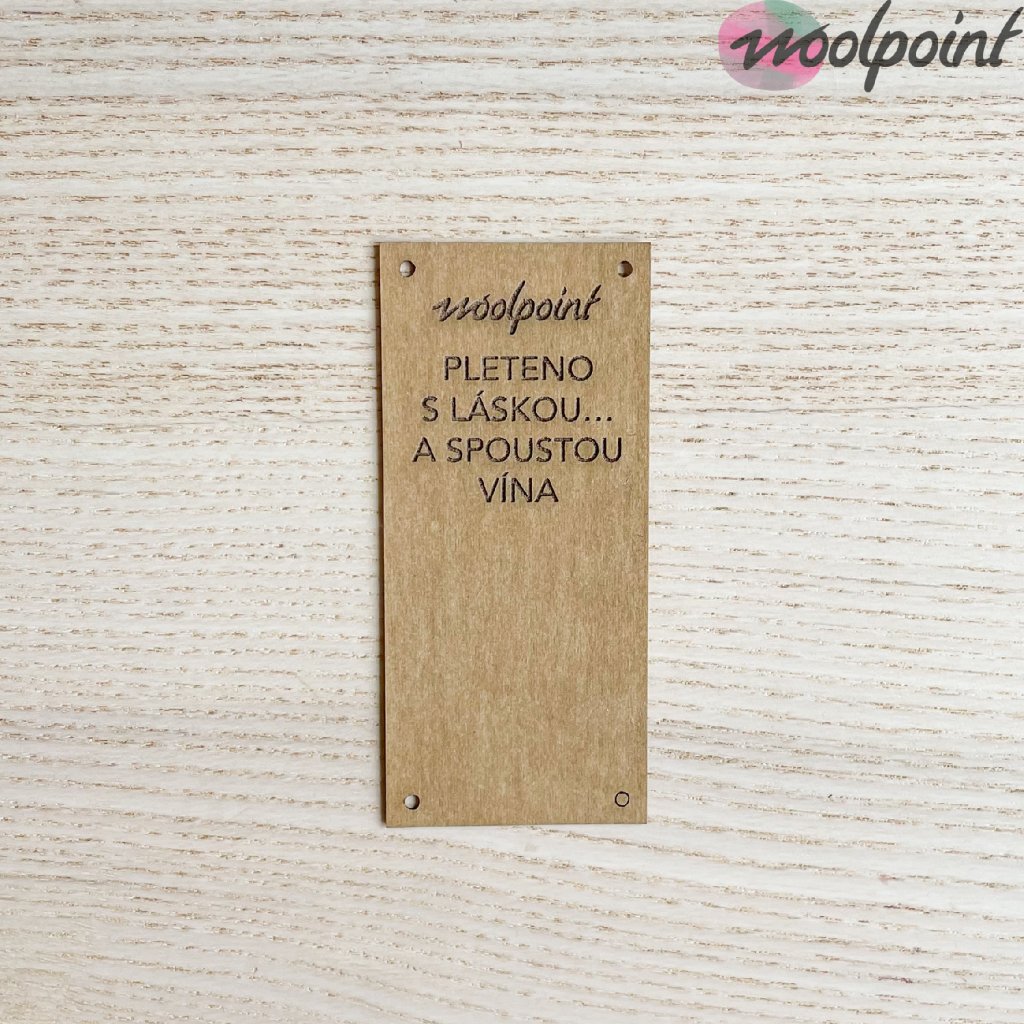 woolpoint
woolpoint
PLETENO
S LÁSKOU...
A SPOUSTOU
VÍNA